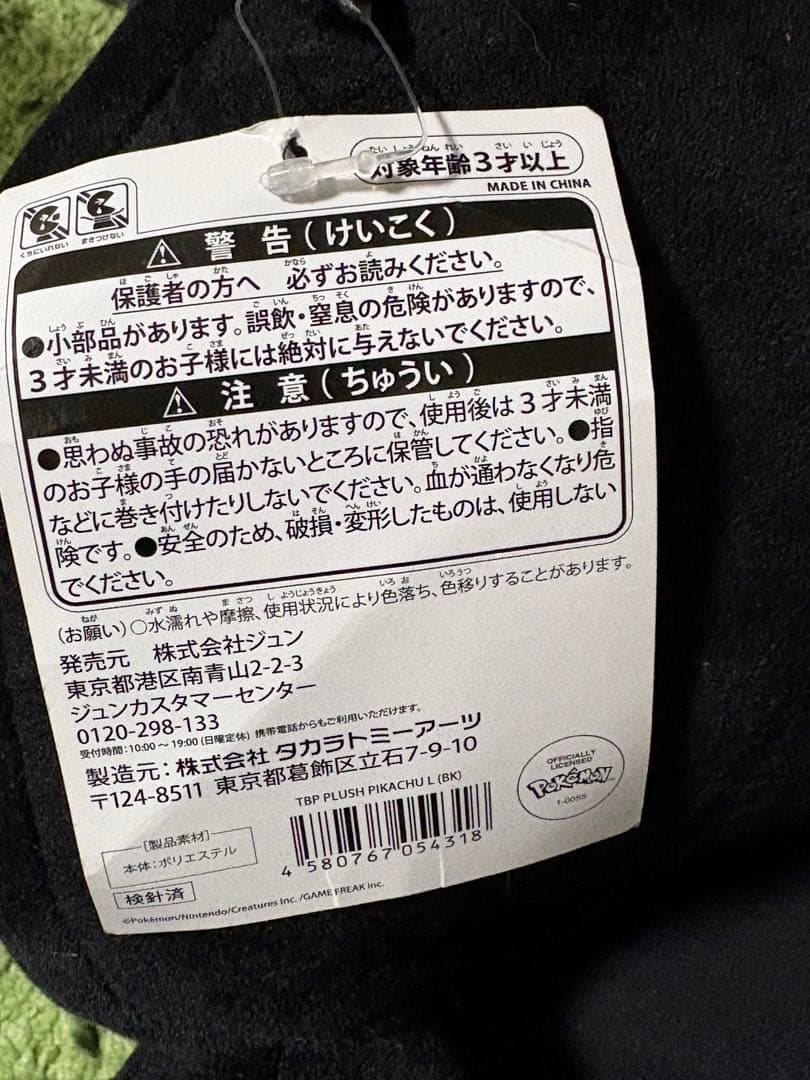 対象年齢3才以上
MADE IN CHINA
くちにいれない
まきつけない
警告(けいこく)
保護者の方へ 必ずお読みください。
●小部品があります。誤飲・窒息の危険がありますので、
3才未満のお子様には絶対に与えないでください。
注意(ちゅうい)
●思わぬ事故の恐れがありますので、使用後は3才未満
のお子様の手の届かないところに保管してください。●指
などに巻き付けたりしないでください。血が通わなくなり危
険です。●安全のため、破損・変形したものは、使用しない
でください。
(お願い)○水濡れや摩擦、使用状況により色落ち、色移りすることがあります。
発売元 株式会社ジュン
東京都港区南青山2-2-3
ジュンカスタマーセンター
0120-298-133
受付時間:10:00~19:00(日曜定休) 携帯電話からもご利用いただけます。
製造元:株式会社タカラトミーアーツ
〒124-8511 東京都葛飾区立石7-9-10
TBP PLUSH PIKACHU L (BK)
4 580767 054318
OFFICIALLY
LICENSED
POKÉMON
1-0055
[製品素材]
本体:ポリエステル
検針済
©Pokémon/Nintendo/Creatures Inc./GAME FREAK inc.